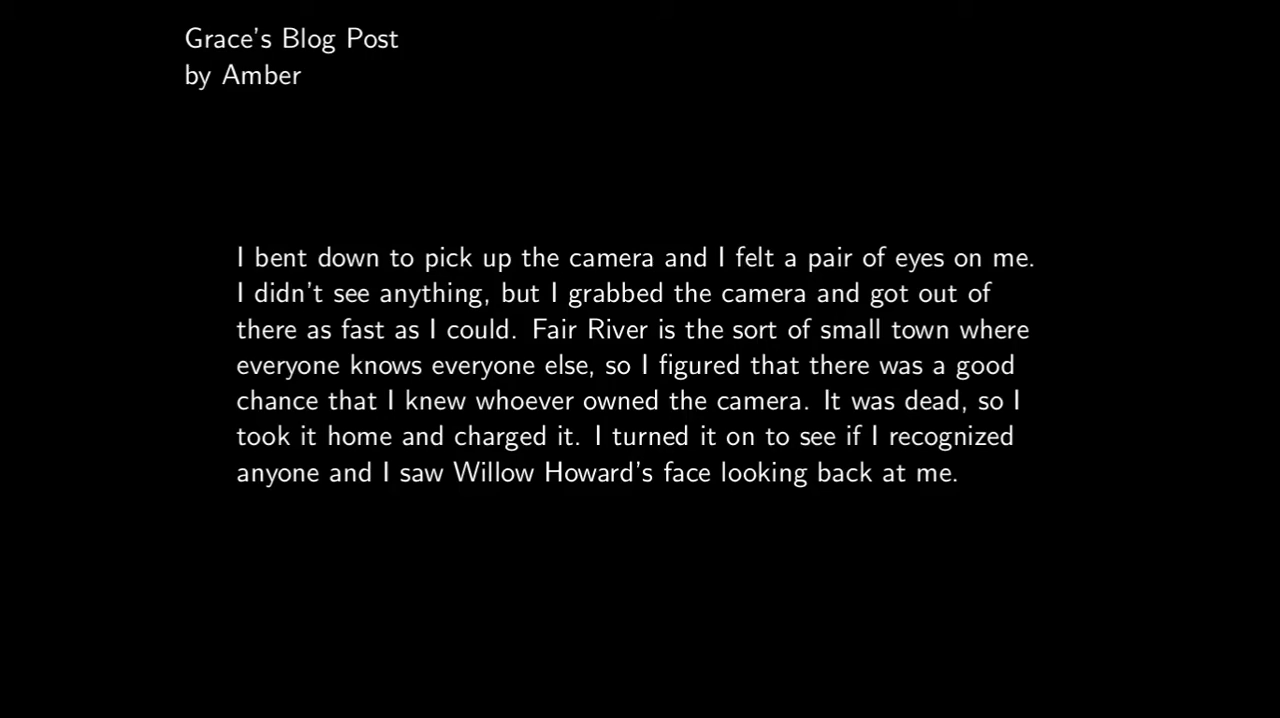 Grace's Blog Post
by Amber
I bent down to pick up the camera and I felt a pair of eyes on me.
I didn't see anything, but I grabbed the camera and got out of
there as fast as I could. Fair River is the sort of small town where
everyone knows everyone else, so I figured that there was a good
chance that I knew whoever owned the camera. It was dead, so I
took it home and charged it. I turned it on to see if I recognized
anyone and I saw Willow Howard's face looking back at me.